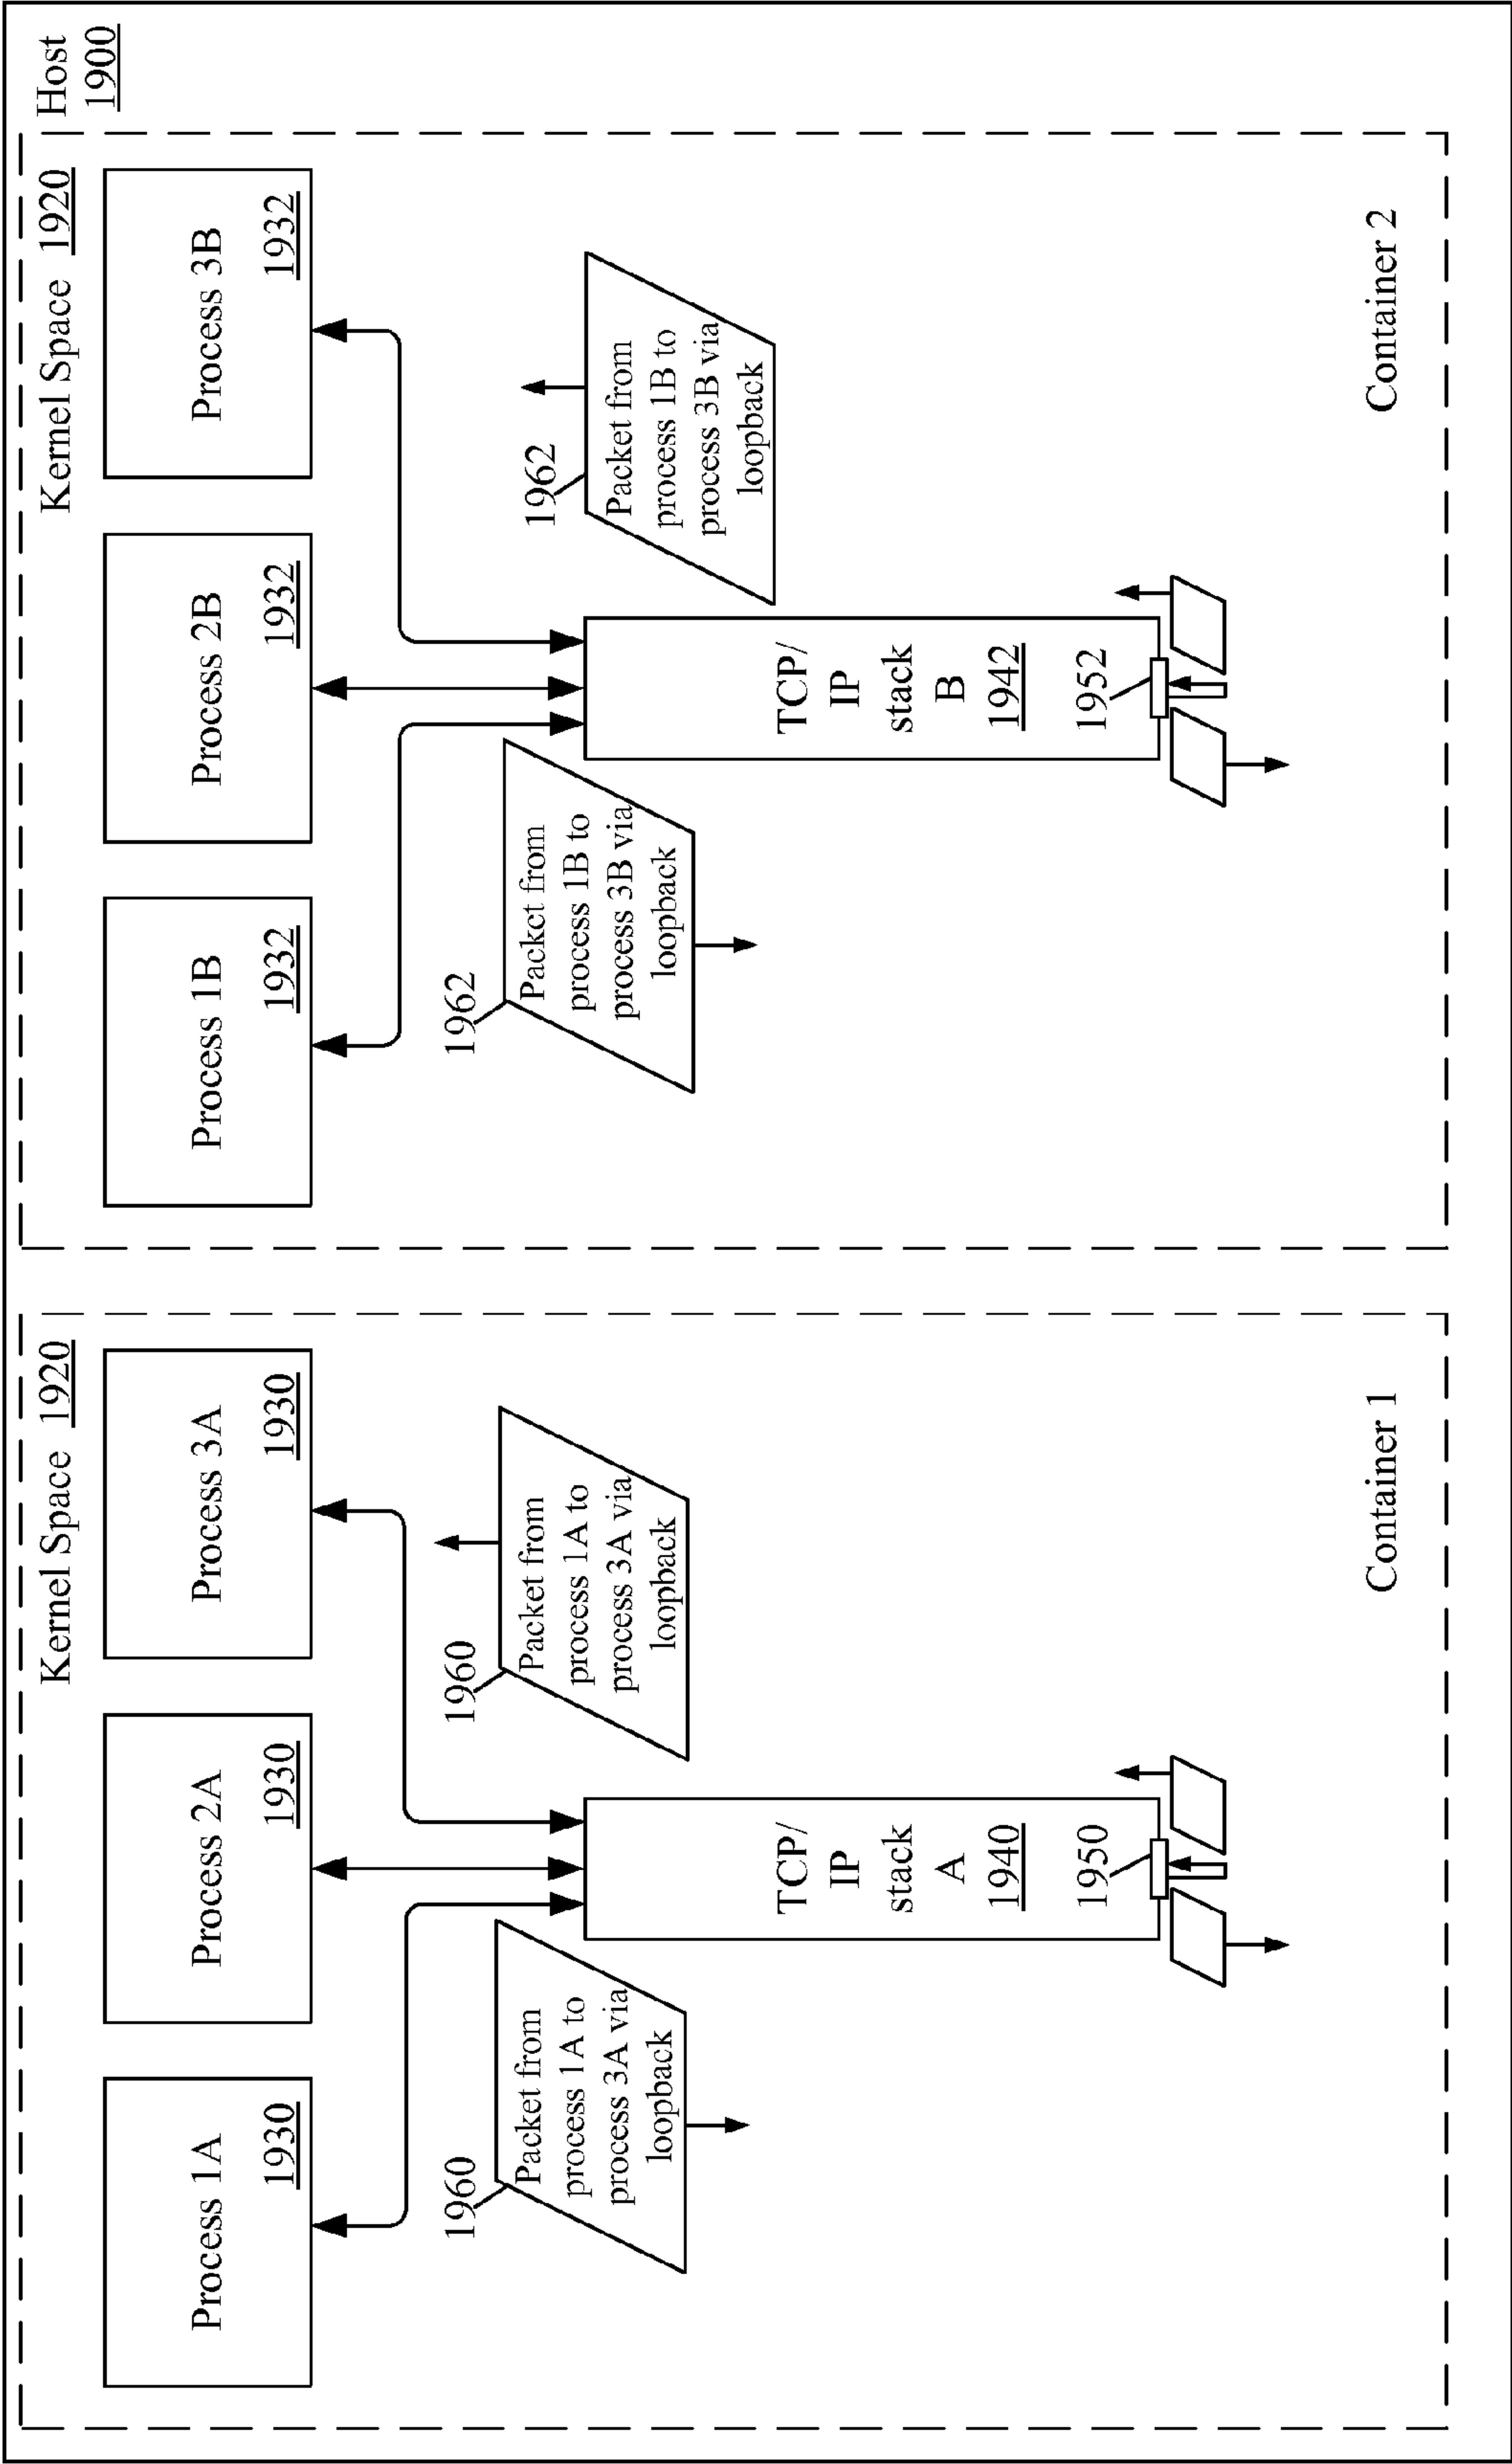 Host
1900
Kernel Space 1920
Process 1A
1930
Process 2A
1930
Process 3A
1930
1960
Packet from
process 1A to
process 3A via
loopback
1960
Packet from
process 1A to
process 3A via
loopback
TCP/
IP
stack
A
1940
1950
Container 1
Kernel Space 1920
Process 1B
1932
Process 2B
1932
Process 3B
1932
1962
Packet from
process 1B to
process 3B via
loopback
1962
Packet from
process 1B to
process 3B via
loopback
TCP/
IP
stack
B
1942
1952
Container 2